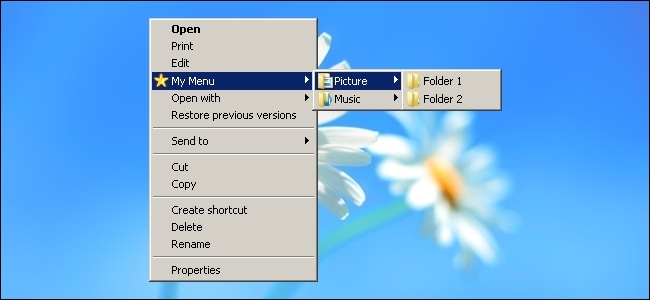 Open
Print
Edit
My Menu
Open with
Restore previous versions
Send to
Cut
Copy
Create shortcut
Delete
Rename
Properties
Picture
Music
Folder 1
Folder 2